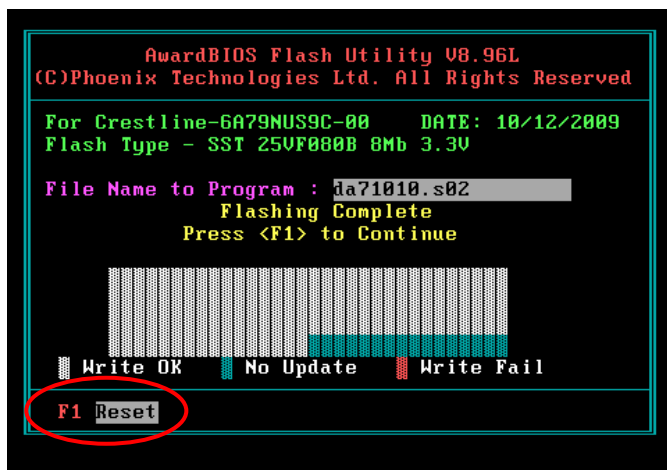 AwardBIOS Flash Utility V8.96L
(C)Phoenix Technologies Ltd. All Rights Reserved
For Crestline-6A79NUS9C-00 DATE: 10/12/2009
Flash Type - SST 25VF080B 8Mb 3.3V
File Name to Program : da71010.s02
Flashing Complete
Press <F1> to Continue
Write OK No Update Write Fail
F1 Reset